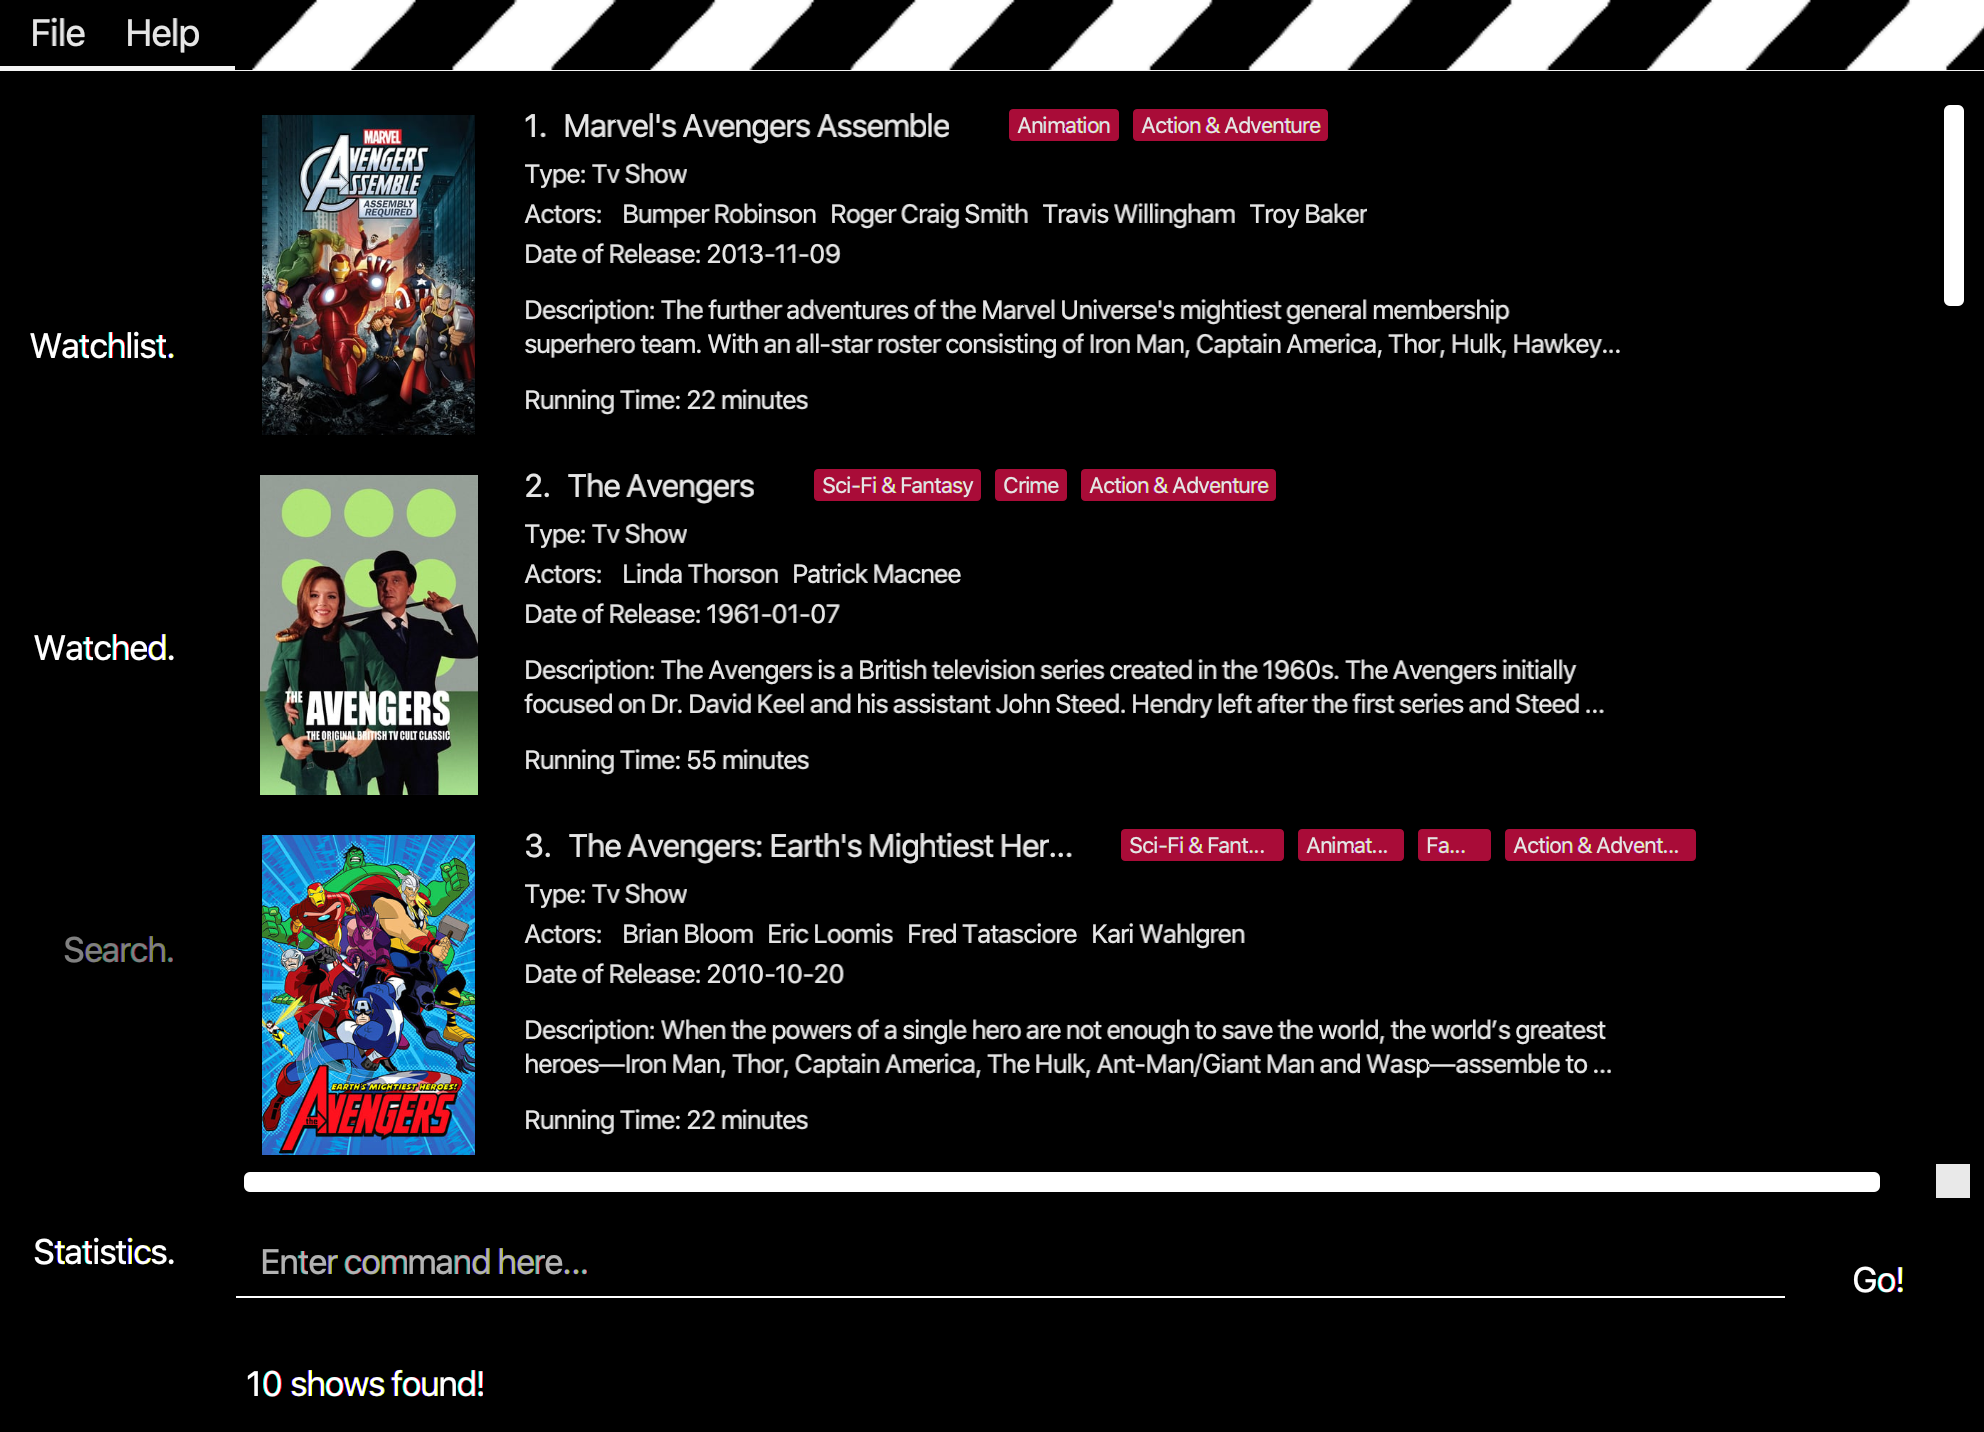 File Help
Watchlist.
Watched.
Search.
Statistics.
MARVEL
AVENGERS
ASSEMBLE
ASSEMBLY
REQUIRED
1. Marvel's Avengers Assemble Animation Action & Adventure
Type: Tv Show
Actors: Bumper Robinson Roger Craig Smith Travis Willingham Troy Baker
Date of Release: 2013-11-09
Description: The further adventures of the Marvel Universe's mightiest general membership
superhero team. With an all-star roster consisting of Iron Man, Captain America, Thor, Hulk, Hawkey...
Running Time: 22 minutes
THE AVENGERS
THE ORIGINAL BRITISH TV CULT CLASSIC
2. The Avengers Sci-Fi & Fantasy Crime Action & Adventure
Type: Tv Show
Actors: Linda Thorson Patrick Macnee
Date of Release: 1961-01-07
Description: The Avengers is a British television series created in the 1960s. The Avengers initially
focused on Dr. David Keel and his assistant John Steed. Hendry left after the first series and Steed ...
Running Time: 55 minutes
EARTH'S MIGHTIEST HEROES!
the AVENGERS
3. The Avengers: Earth's Mightiest Her... Sci-Fi & Fant... Animat... Fa... Action & Advent...
Type: Tv Show
Actors: Brian Bloom Eric Loomis Fred Tatasciore Kari Wahlgren
Date of Release: 2010-10-20
Description: When the powers of a single hero are not enough to save the world, the world’s greatest
heroes—Iron Man, Thor, Captain America, The Hulk, Ant-Man/Giant Man and Wasp—assemble to ...
Running Time: 22 minutes
Enter command here...
Go!
10 shows found!